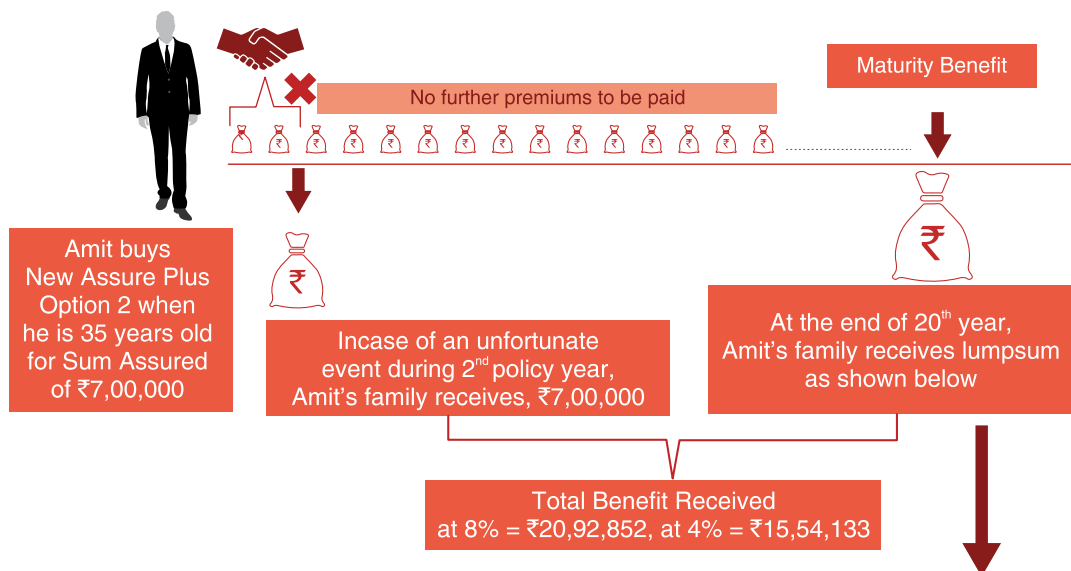 No further premiums to be paid
Maturity Benefit
Amit buys
New Assure Plus
Option 2 when
he is 35 years old
for Sum Assured
of ₹7,00,000
₹
₹
Incase of an unfortunate
event during 2nd policy year,
Amit's family receives, ₹7,00,000
At the end of 20th year,
Amit's family receives lumpsum
as shown below
Total Benefit Received
at 8% = ₹20,92,852, at 4% = ₹15,54,133